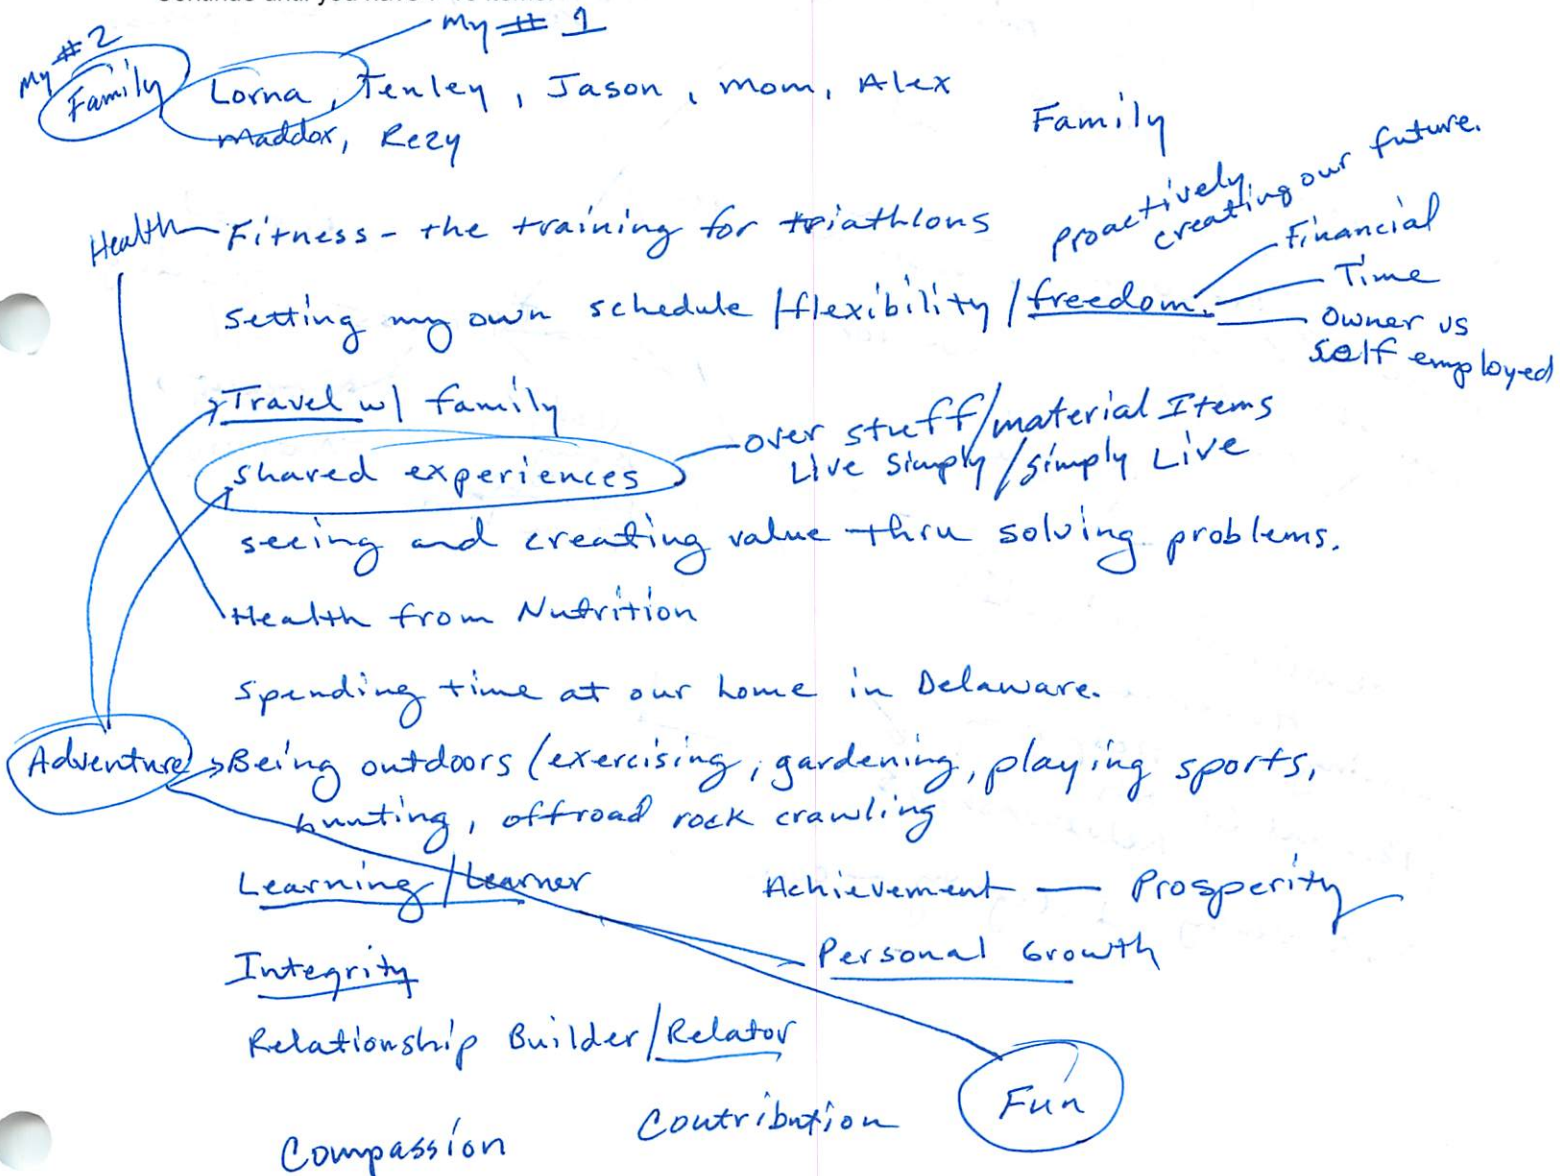 My # 1
My #2
Family Lorna, Tenley, Jason, mom, Alex
maddox, Rezy
Family
proactively
creating our future.
Health Fitness - the training for triathlons
Financial
Time
setting my own schedule / flexibility / freedom.
Owner vs
self employed
Travel w/ family
over stuff/material Items
Live Simply / simply Live
shared experiences
seeing and creating value thru solving problems.
Health from Nutrition
spending time at our home in Delaware.
Adventure Being outdoors (exercising, gardening, playing sports,
hunting, offroad rock crawling
Learning / Learner
Achievement — Prosperity
Personal Growth
Integrity
Relationship Builder / Relator
Fun
Contribution
Compassion